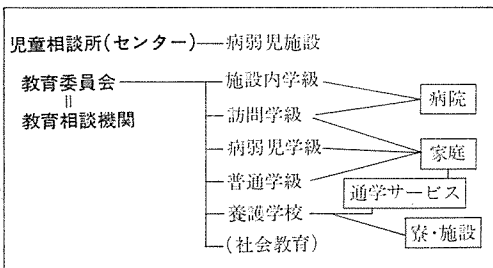 児童相談所(センター)―病弱児施設
教育委員会
॥
教育相談機関
施設内学級
訪問学級
病弱児学級
普通学級
養護学校
(社会教育)
病院
家庭
通学サービス
寮・施設